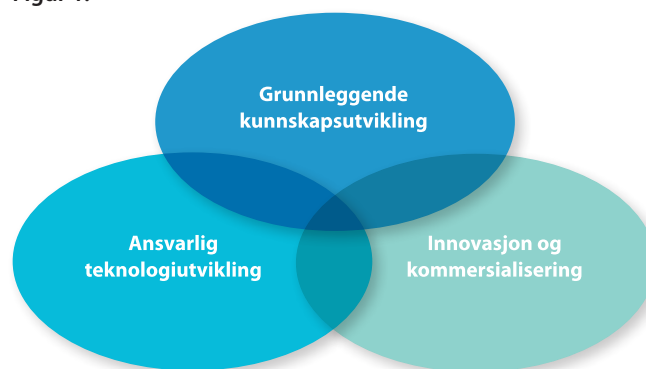 Grunnleggende
kunnskapsutvikling
Ansvarlig
teknologiutvikling
Innovasjon og
kommersialisering